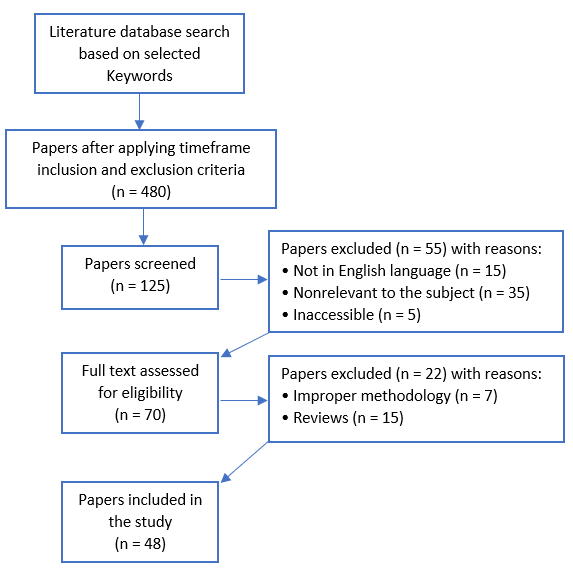 Literature database search
based on selected
Keywords
Papers after applying timeframe
inclusion and exclusion criteria
(n = 480)
Papers screened
(n = 125)
Papers excluded (n = 55) with reasons:
• Not in English language (n = 15)
• Nonrelevant to the subject (n = 35)
• Inaccessible (n = 5)
Full text assessed
for eligibility
(n = 70)
Papers excluded (n = 22) with reasons:
• Improper methodology (n = 7)
• Reviews (n = 15)
Papers included in
the study
(n = 48)